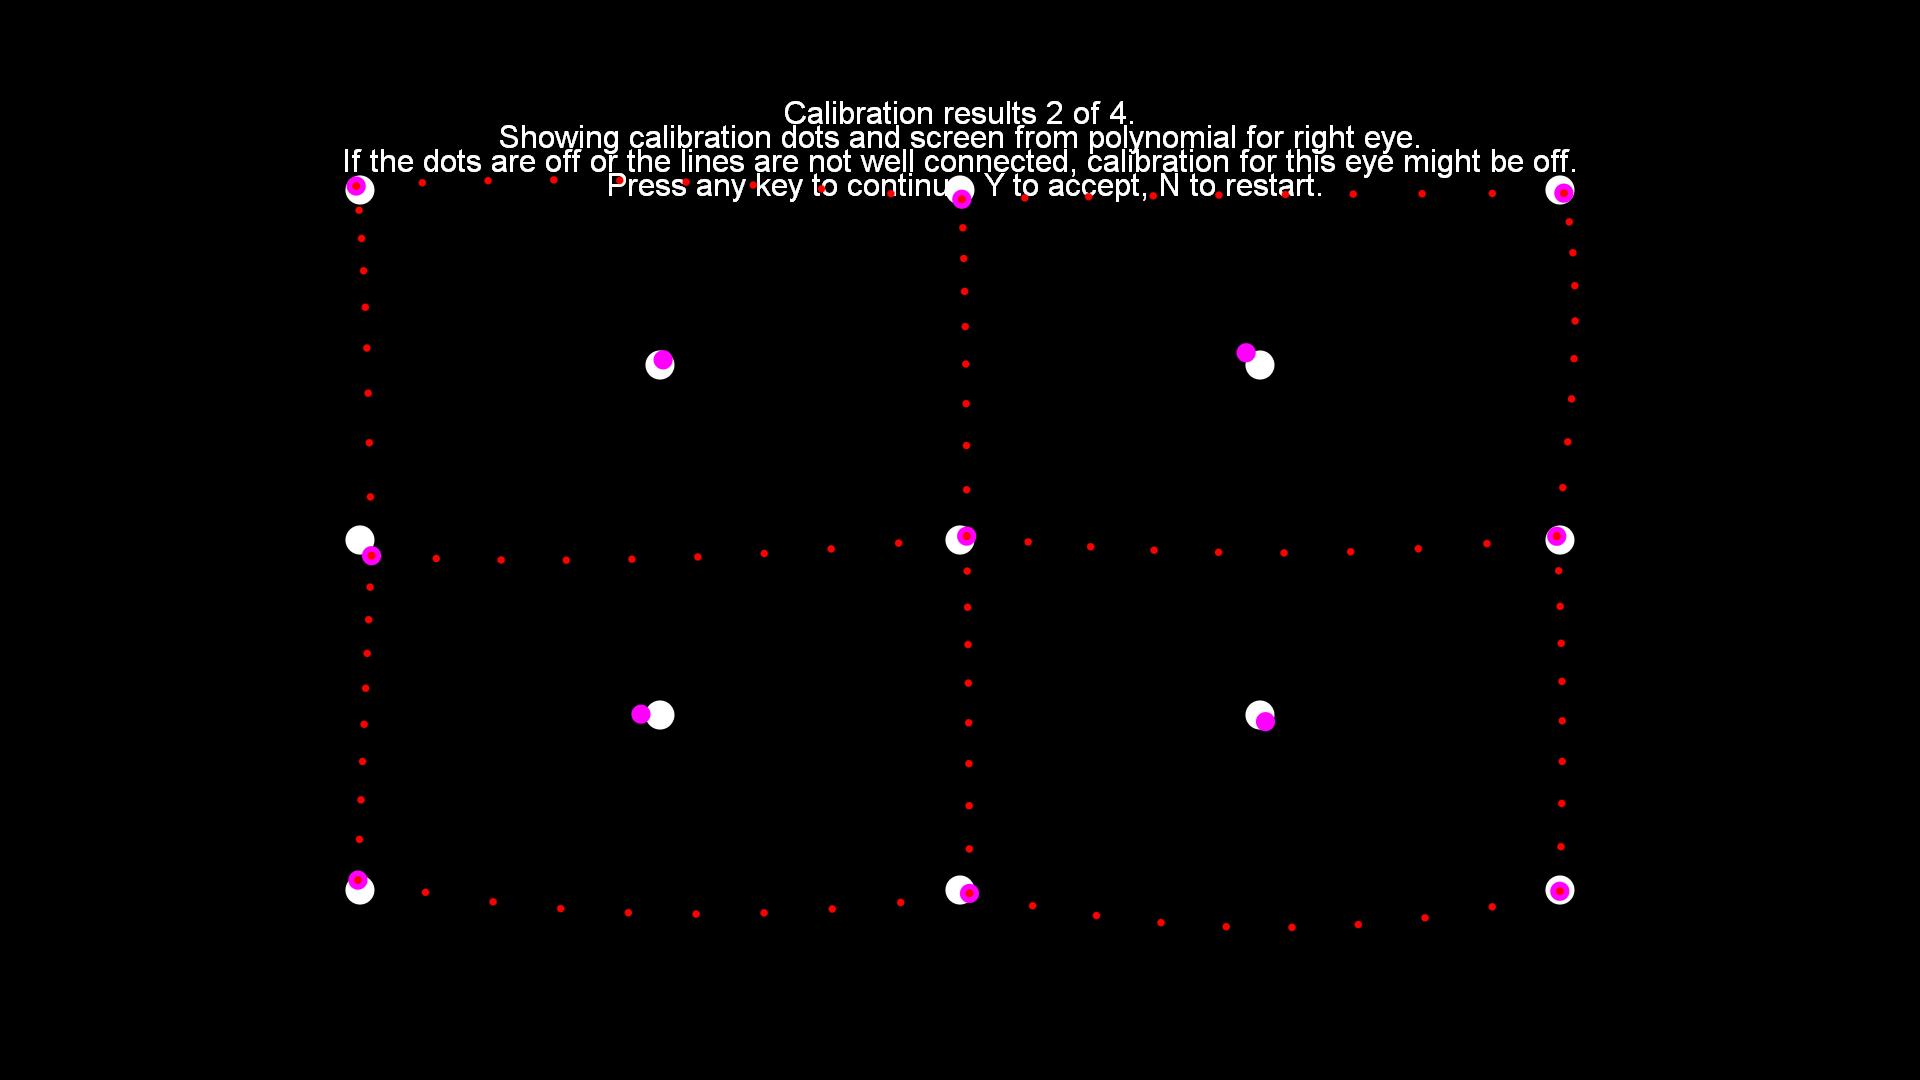 Calibration results 2 of 4.
Showing calibration dots and screen from polynomial for right eye.
If the dots are off or the lines are not well connected, calibration for this eye might be off.
Press any key to continue, Y to accept, N to restart.